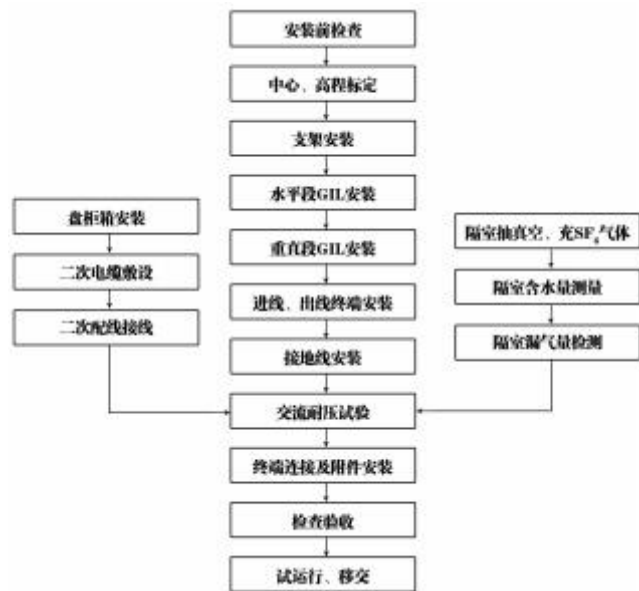 安装前检查
中心、高程标定
支架安装
水平段GIL安装
重直段GIL安装
进线、出线终端安装
接地线安装
盘柜箱安装
二次电缆敷设
二次配线接线
隔室抽真空、充SF₆气体
隔室含水量测量
隔室漏气量检测
交流耐压试验
终端连接及附件安装
检查验收
试运行、移交